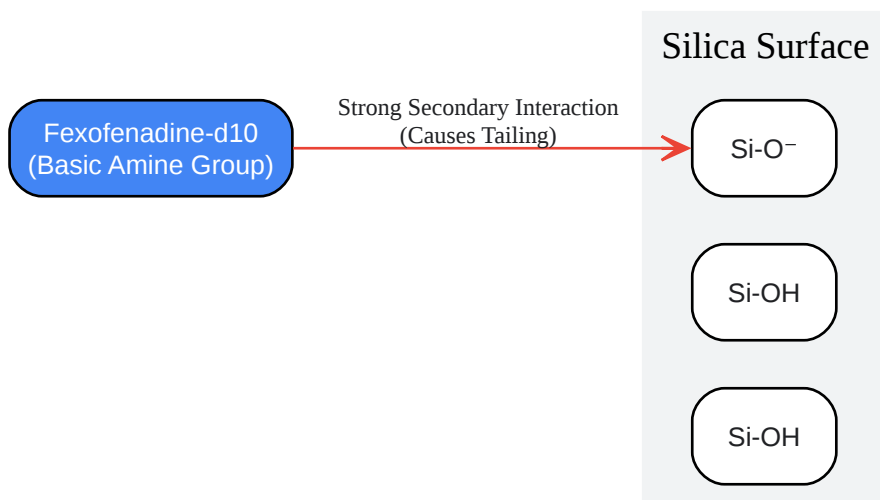 Silica Surface
Fexofenadine-d10
(Basic Amine Group)
Strong Secondary Interaction
(Causes Tailing)
Si-O⁻
Si-OH
Si-OH